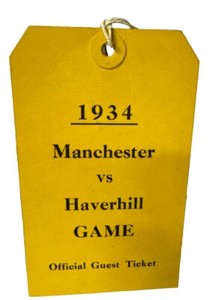 1934
Manchester
vs
Haverhill
GAME
Official Guest Ticket